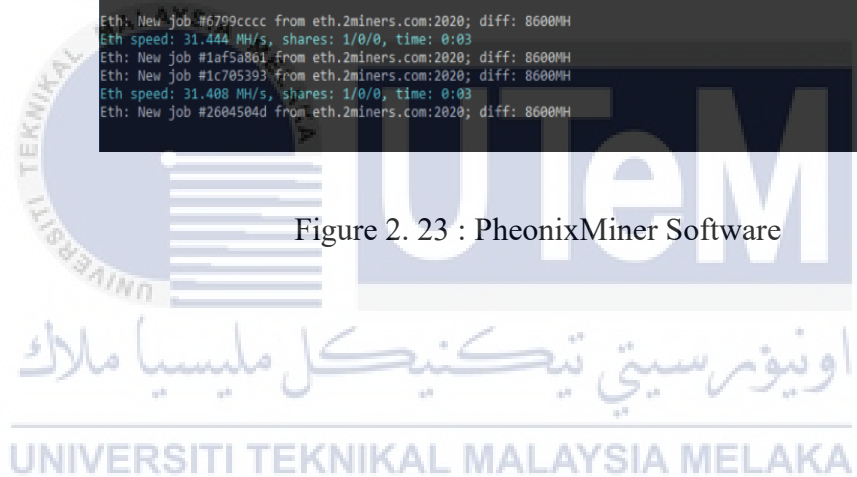 Eth: New job #6799cccc from eth.2miners.com:2020; diff: 8600MH
Eth speed: 31.444 MH/s, shares: 1/0/0, time: 0:03
Eth: New job #1af5a861 from eth.2miners.com:2020; diff: 8600MH
Eth: New job #1c705393 from eth.2miners.com:2020; diff: 8600MH
Eth speed: 31.408 MH/s, shares: 1/0/0, time: 0:03
Eth: New job #2604504d from eth.2miners.com:2020; diff: 8600MH
UTeM
Figure 2. 23 : PheonixMiner Software
اونيۏرسيتي تيکنيکل مليسيا ملاک
UNIVERSITI TEKNIKAL MALAYSIA MELAKA